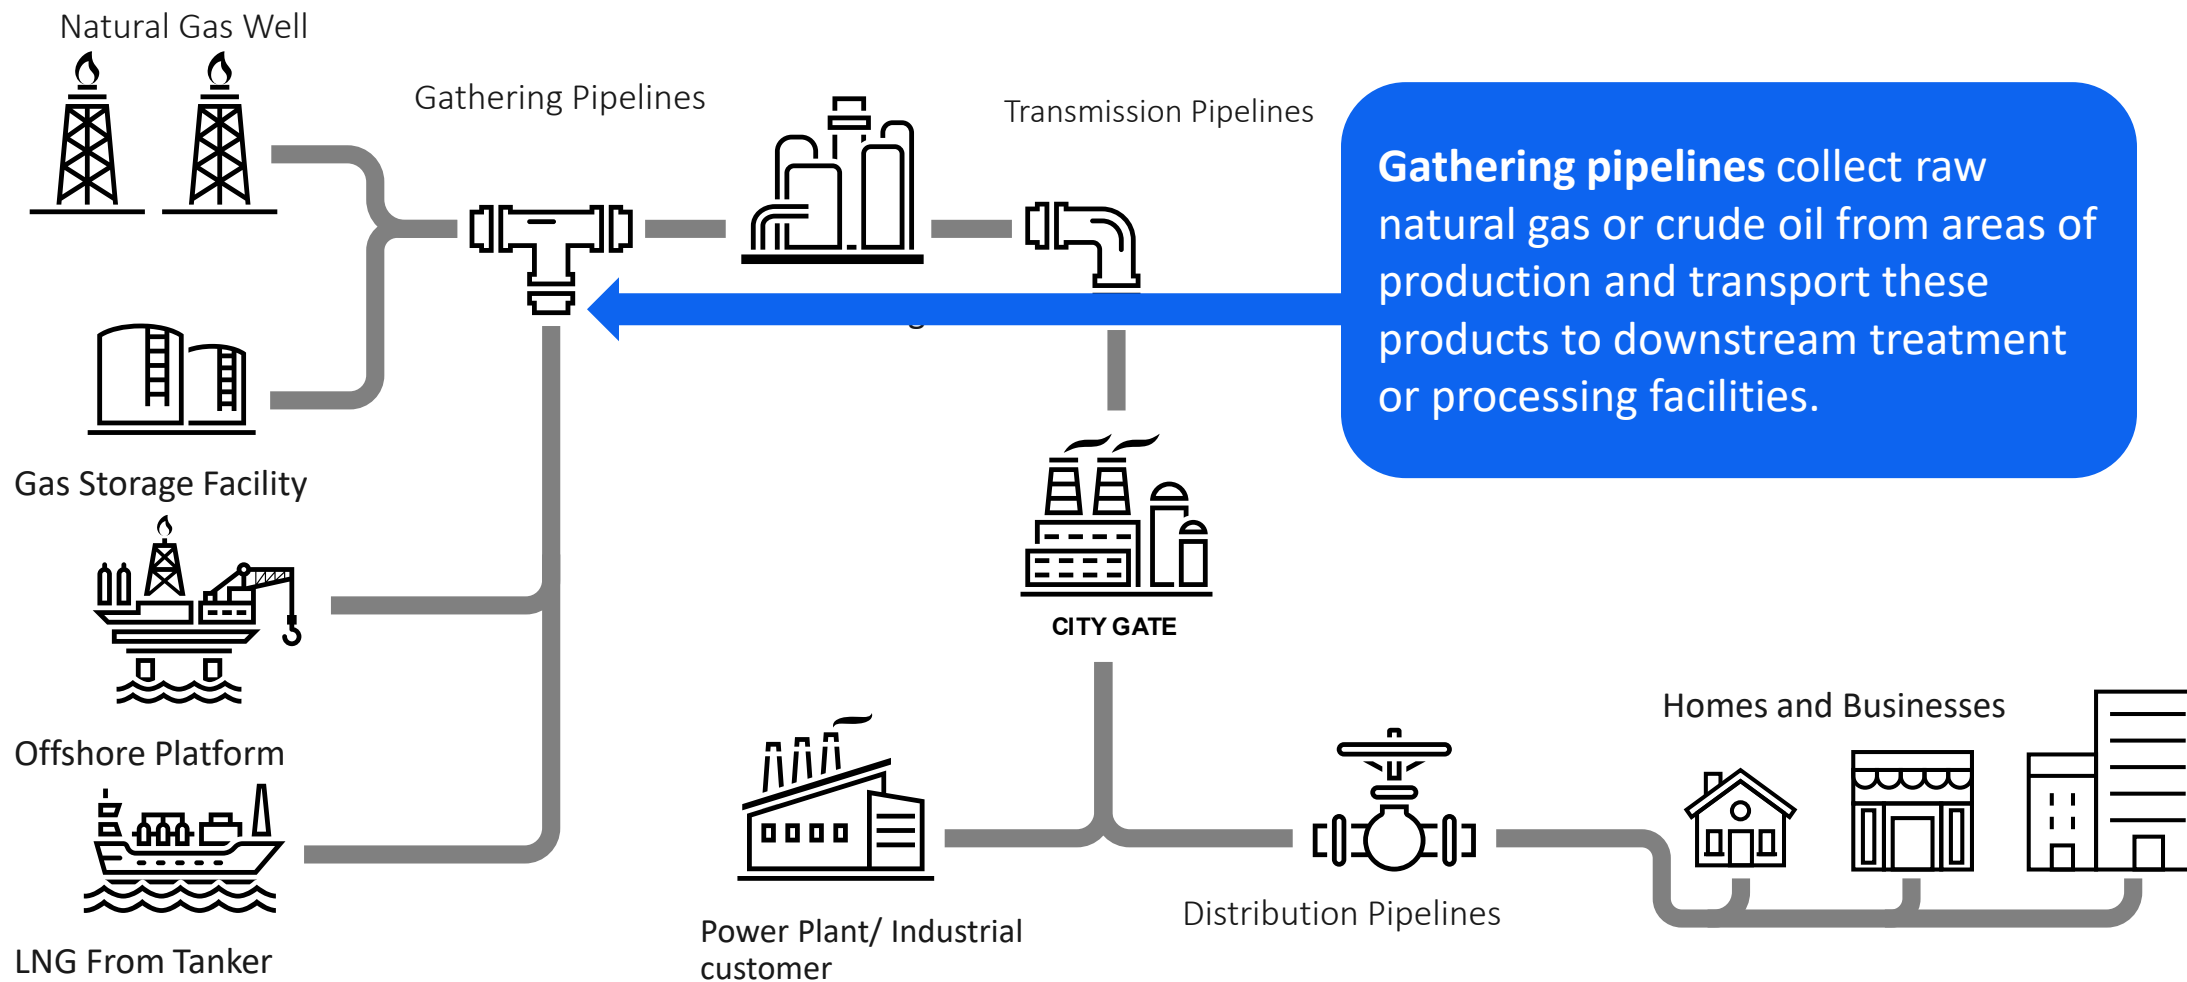 Natural Gas Well
Gathering Pipelines
Transmission Pipelines
Gathering pipelines collect raw
natural gas or crude oil from areas of
production and transport these
products to downstream treatment
or processing facilities.
Gas Storage Facility
CITY GATE
Offshore Platform
Homes and Businesses
LNG From Tanker
Power Plant/ Industrial
customer
Distribution Pipelines